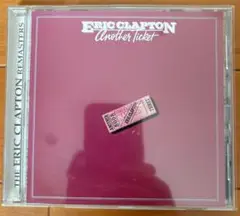 ERIC CLAPTON
Another Ticket
THE ERIC CLAPTON REMASTERS